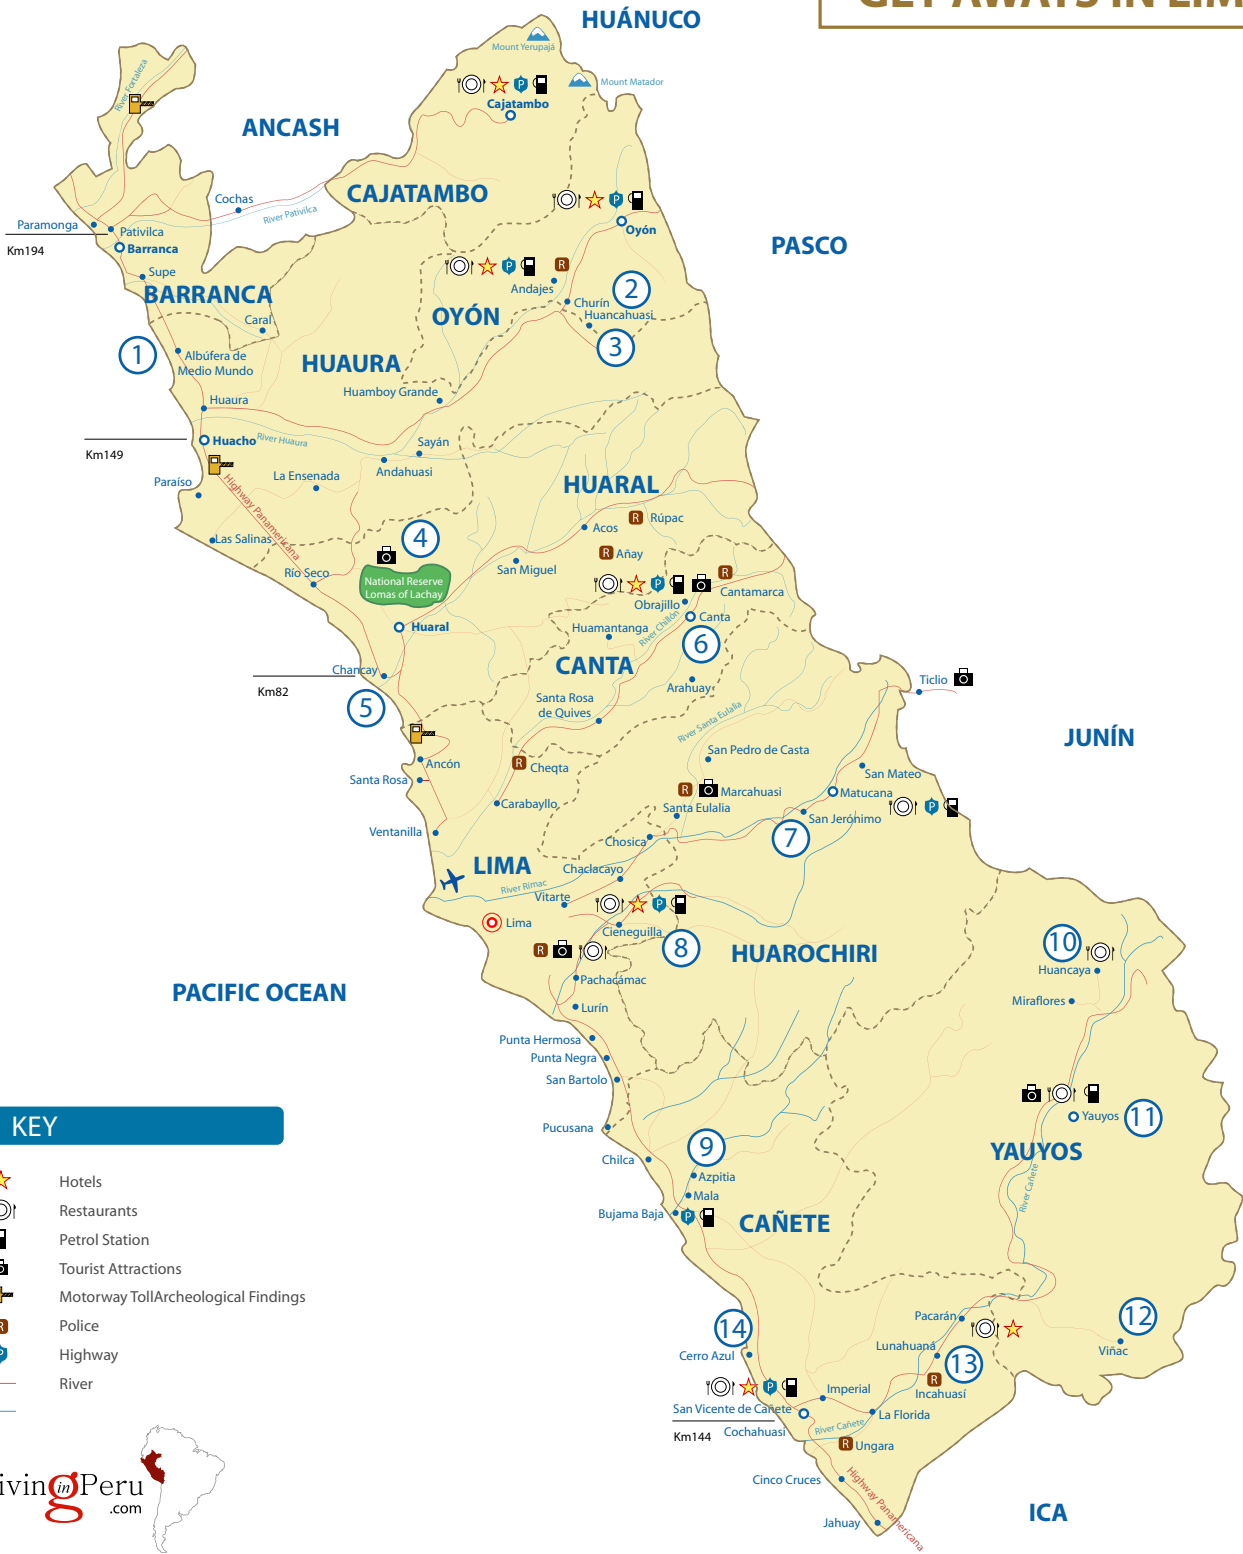 GET AWAYS IN LIM
HUÁNUCO
Mount Yerupajá
Mount Matador
River Fortaleza
Cajatambo
ANCASH
CAJATAMBO
Cochas
River Pativilca
Paramonga
Pativilca
Km194
Barranca
Oyón
PASCO
Supe
BARRANCA
R
Andajes
2
Churín
Huancahuasi
OYÓN
Caral
1
3
Albúfera de
Medio Mundo
HUAURA
Huamboy Grande
Huaura
Huacho
River Huaura
Km149
Sayán
Andahuasi
La Ensenada
Paraíso
Highway Panamericana
HUARAL
R
Rúpac
Acos
Las Salinas
4
R
Añay
San Miguel
Río Seco
National Reserve
Lomas of Lachay
R
Cantamarca
Obrajillo
Canta
Huaral
Huamantanga
River Chillón
6
CANTA
Chancay
Km82
Arahuay
5
Santa Rosa
de Quives
Ticlio
River Santa Eulalia
JUNÍN
San Pedro de Casta
Ancón
R
Cheqta
Santa Rosa
San Mateo
R
Marcahuasi
Matucana
Carabayllo
Santa Eulalia
San Jerónimo
Ventanilla
Chosica
7
LIMA
Chaclacayo
River Rimac
Vitarte
P
Lima
Cieneguilla
8
R
HUAROCHIRI
10
Huancaya
Pachacámac
PACIFIC OCEAN
Miraflores
Lurín
Punta Hermosa
Punta Negra
San Bartolo
Yauyos
11
Pucusana
YAUYOS
9
Chilca
Azpitia
Mala
River Cañete
Bujama Baja
P
CAÑETE
KEY
Hotels
Restaurants
Petrol Station
Tourist Attractions
Motorway TollArcheological Findings
R
Police
P
Highway
River
Pacarán
12
14
Viñac
Cerro Azul
Lunahuaná
13
R
Incahuasí
P
Imperial
San Vicente de Cañete
La Florida
Km144
Cochahuasi
River Cañete
R
Ungara
Cinco Cruces
Highway Panamericana
Jahuay
ICA
ivinginPeru
.com